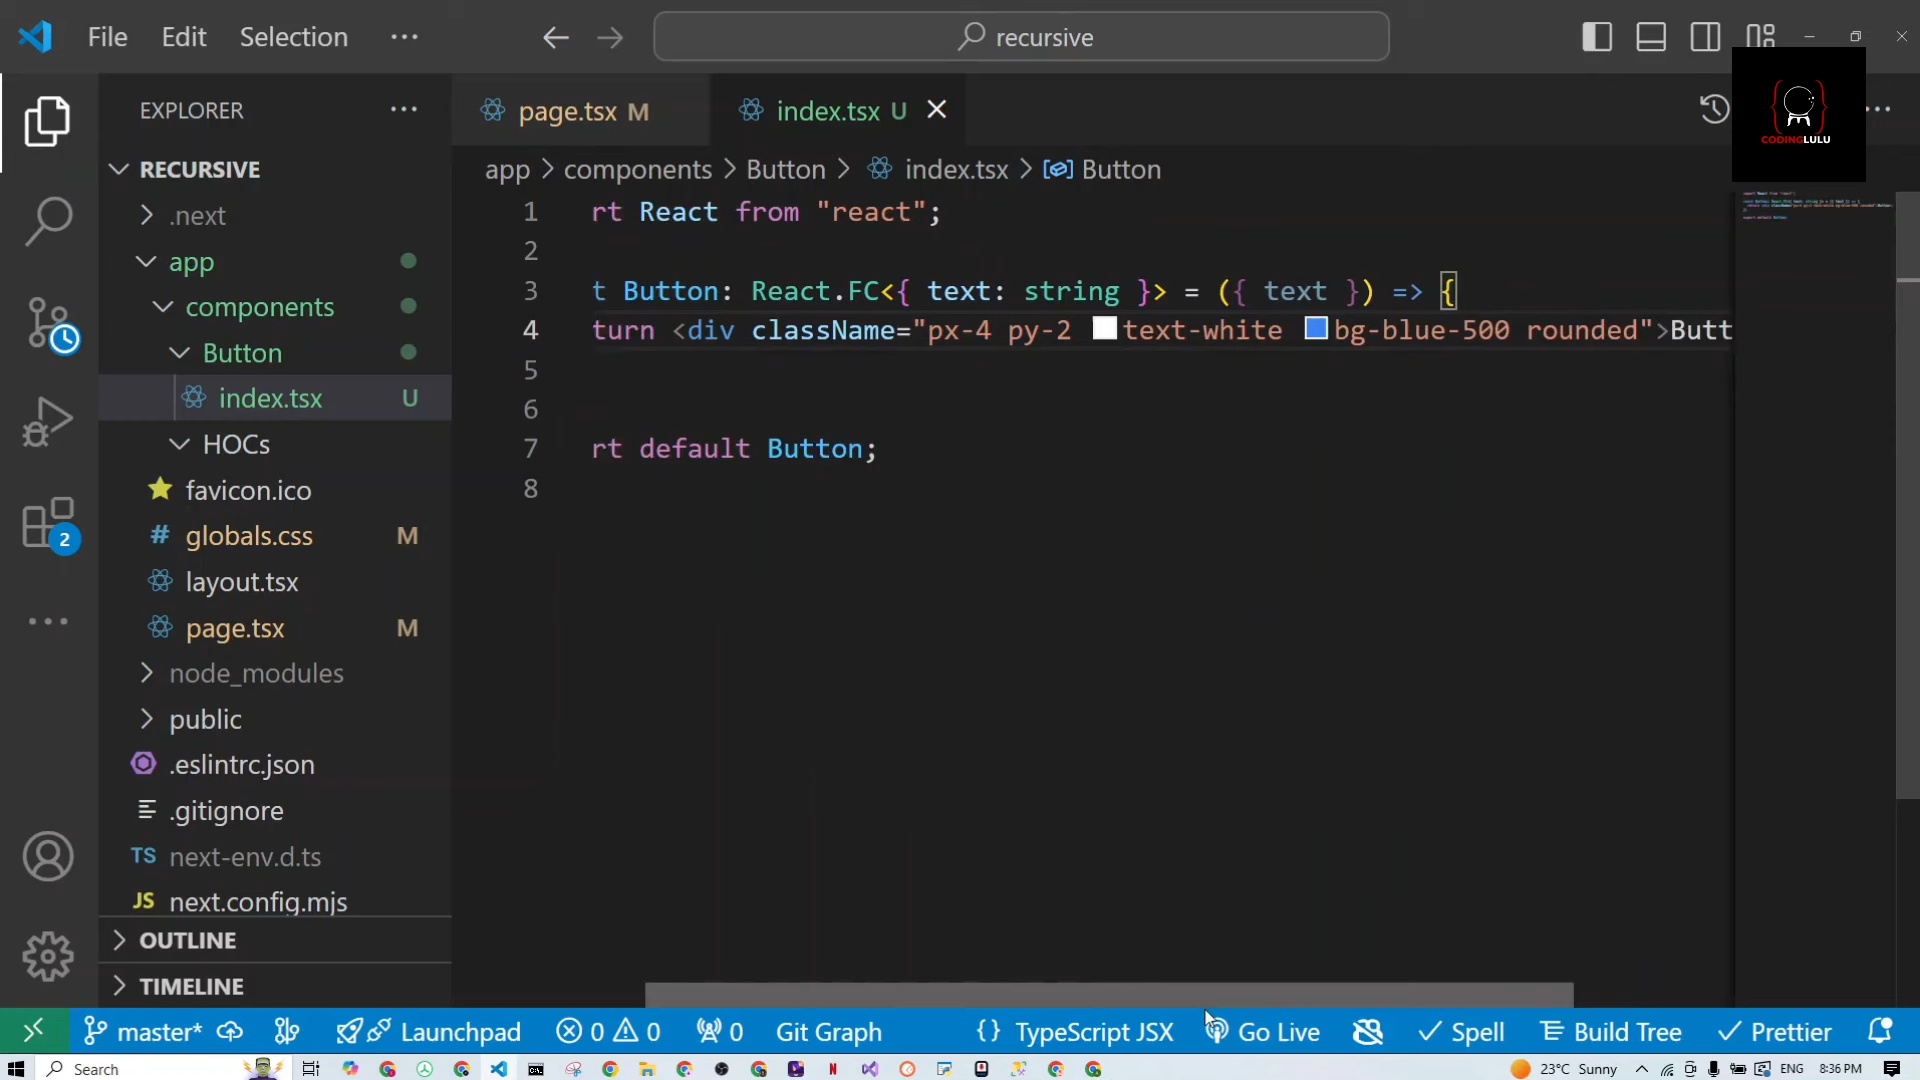 File Edit Selection ···
recursive
CODINGLULU
EXPLORER ···
page.tsx M
index.tsx U
RECURSIVE
app > components > Button > index.tsx > Button
.next
app
components
Button
index.tsx U
HOCs
favicon.ico
globals.css M
layout.tsx
page.tsx M
node_modules
public
.eslintrc.json
.gitignore
TS next-env.d.ts
JS next.config.mjs
OUTLINE
TIMELINE
2
1 rt React from "react";
2
3 t Button: React.FC<{ text: string }> = ({ text }) => {
4 turn <div className="px-4 py-2 text-white bg-blue-500 rounded">Butt
5
6
7 rt default Button;
8
master* Launchpad 0 0 0 Git Graph {} TypeScript JSX Go Live Spell Build Tree Prettier
Search 23°C Sunny ENG 8:36 PM